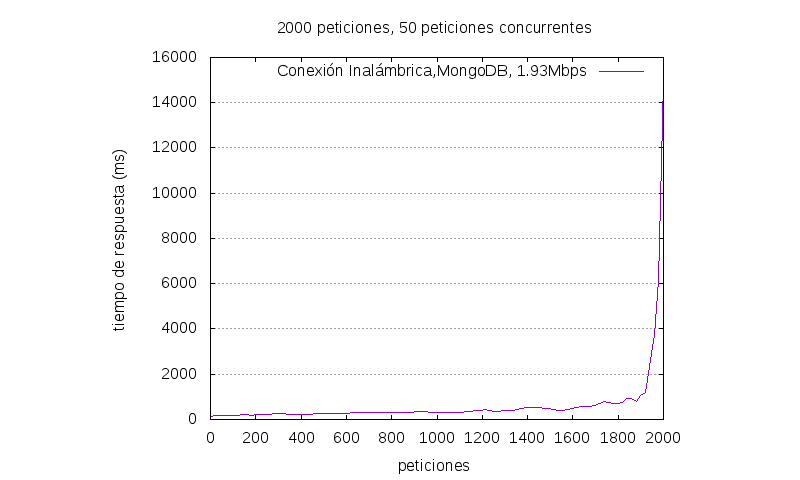 2000 peticiones, 50 peticiones concurrentes
Conexión Inalámbrica,MongoDB, 1.93Mbps
16000
14000
12000
10000
8000
6000
4000
2000
0
tiempo de respuesta (ms)
0 200 400 600 800 1000 1200 1400 1600 1800 2000
peticiones